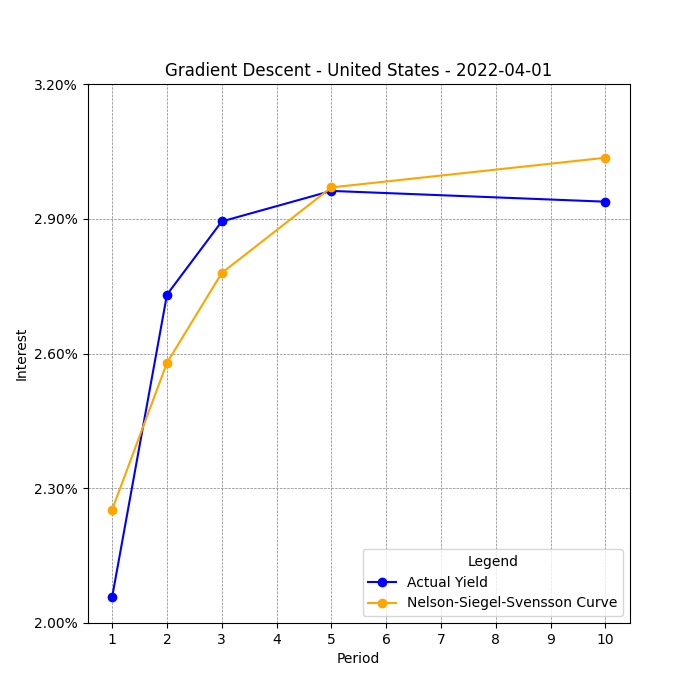 Gradient Descent - United States - 2022-04-01
3.20%
2.90%
2.60%
2.30%
2.00%
Interest
1 2 3 4 5 6 7 8 9 10
Period
Legend
Actual Yield
Nelson-Siegel-Svensson Curve